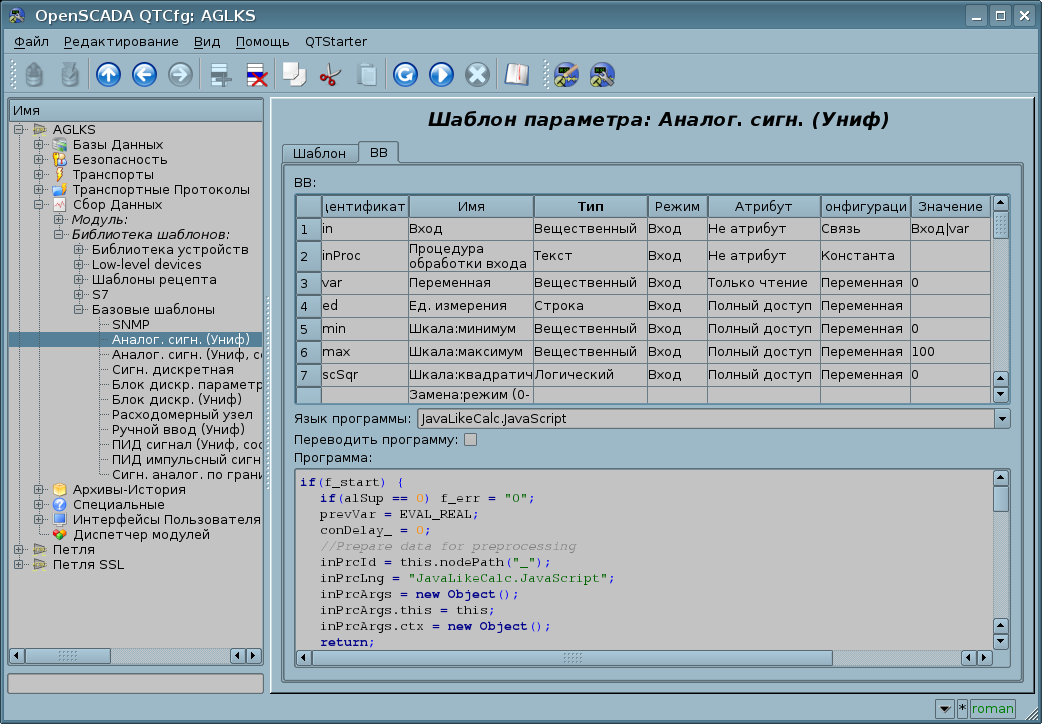 OpenSCADA QTCfg: AGLKS
Файл Редактирование Вид Помощь QTStarter
Имя
AGLKS
Базы Данных
Безопасность
Транспорты
Транспортные Протоколы
Сбор Данных
Модуль:
Библиотека шаблонов:
Библиотека устройств
Low-level devices
Шаблоны рецепта
S7
Базовые шаблоны
SNMP
Аналог. сигн. (Униф)
Аналог. сигн. (Униф, со
Сигн. дискретная
Блок дискр. параметр
Блок дискр. (Униф)
Расходомерный узел
Ручной ввод (Униф)
ПИД сигнал (Униф, сос
ПИД импульсный сигн
Сигн. аналог. по грани
Архивы-История
Специальные
Интерфейсы Пользователя
Диспетчер модулей
Петля
Петля SSL
Шаблон параметра: Аналог. сигн. (Униф)
Шаблон ВВ
ВВ:
дентификат Имя Тип Режим Атрибут онфигураци Значение
1 in Вход Вещественный Вход Не атрибут Связь Вход|var
2 inProc Процедура обработки входа Текст Вход Не атрибут Константа
3 var Переменная Вещественный Вход Только чтение Переменная 0
4 ed Ед. измерения Строка Вход Полный доступ Переменная
5 min Шкала:минимум Вещественный Вход Полный доступ Переменная 0
6 max Шкала:максимум Вещественный Вход Полный доступ Переменная 100
7 scSqr Шкала:квадратич Логический Вход Полный доступ Переменная 0
Замена:режим (0-
Язык программы: JavaLikeCalc.JavaScript
Переводить программу:
Программа:
if(f_start) {
if(alSup == 0) f_err = "0";
prevVar = EVAL_REAL;
conDelay_ = 0;
//Prepare data for preprocessing
inPrcId = this.nodePath("_");
inPrcLng = "JavaLikeCalc.JavaScript";
inPrcArgs = new Object();
inPrcArgs.this = this;
inPrcArgs.ctx = new Object();
return;
* roman